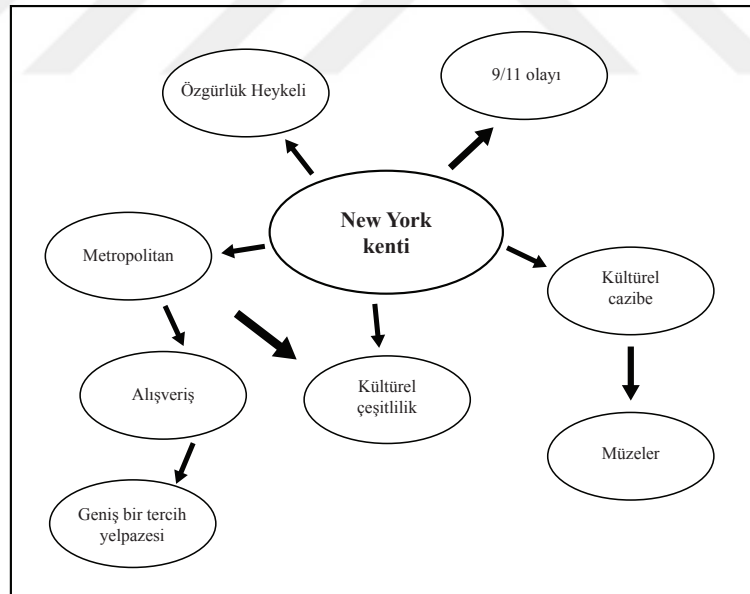 9/11 olayı
Özgürlük Heykeli
New York
kenti
Metropolitan
Kültürel
cazibe
Alışveriş
Kültürel
çeşitlilik
Müzeler
Geniş bir tercih
yelpazesi